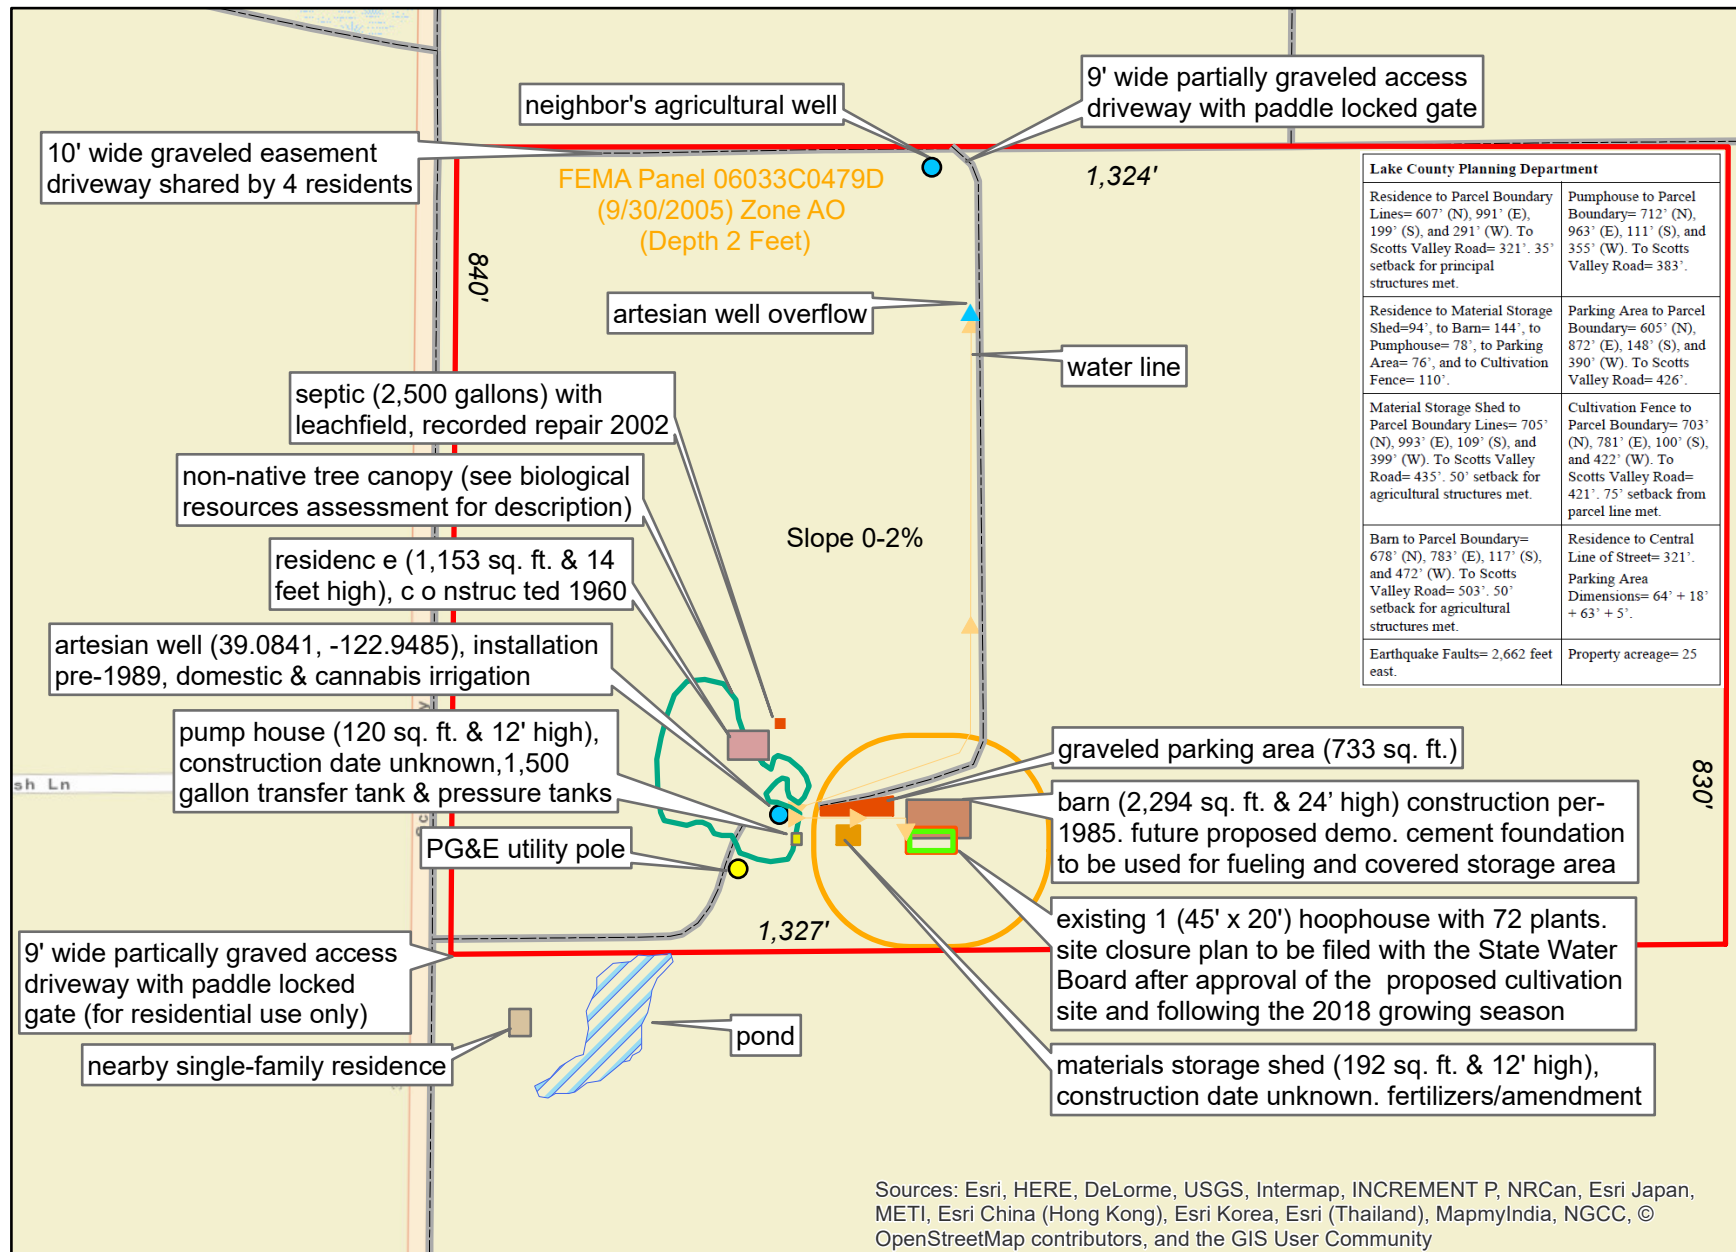 neighbor's agricultural well
9' wide partially graveled access
driveway with paddle locked gate
10' wide graveled easement
driveway shared by 4 residents
FEMA Panel 06033C0479D
(9/30/2005) Zone AO
(Depth 2 Feet)
1,324'
840'
artesian well overflow
water line
septic (2,500 gallons) with
leachfield, recorded repair 2002
non-native tree canopy (see biological
resources assessment for description)
Slope 0-2%
residenc e (1,153 sq. ft. & 14
feet high), c o nstruc ted 1960
artesian well (39.0841, -122.9485), installation
pre-1989, domestic & cannabis irrigation
pump house (120 sq. ft. & 12' high),
construction date unknown,1,500
gallon transfer tank & pressure tanks
sh Ln
PG&E utility pole
1,327'
9' wide partically graved access
driveway with paddle locked
gate (for residential use only)
nearby single-family residence
pond
Lake County Planning Department
Residence to Parcel Boundary
Lines= 607’ (N), 991’ (E),
199’ (S), and 291’ (W). To
Scotts Valley Road= 321’. 35’
setback for principal
structures met.
Pumphouse to Parcel
Boundary= 712’ (N),
963’ (E), 111’ (S), and
355’ (W). To Scotts
Valley Road= 383’.
Residence to Material Storage
Shed=94’, to Barn= 144’, to
Pumphouse= 78’, to Parking
Area= 76’, and to Cultivation
Fence= 110’.
Parking Area to Parcel
Boundary= 605’ (N),
872’ (E), 148’ (S), and
390’ (W). To Scotts
Valley Road= 426’.
Material Storage Shed to
Parcel Boundary Lines= 705’
(N), 993’ (E), 109’ (S), and
399’ (W). To Scotts Valley
Road= 435’. 50’ setback for
agricultural structures met.
Cultivation Fence to
Parcel Boundary= 703’
(N), 781’ (E), 100’ (S),
and 422’ (W). To
Scotts Valley Road=
421’. 75’ setback from
parcel line met.
Barn to Parcel Boundary=
678’ (N), 783’ (E), 117’ (S),
and 472’ (W). To Scotts
Valley Road= 503’. 50’
setback for agricultural
structures met.
Residence to Central
Line of Street= 321’.
Parking Area
Dimensions= 64’ + 18’
+ 63’ + 5’.
Earthquake Faults= 2,662 feet
east.
Property acreage= 25
graveled parking area (733 sq. ft.)
830'
barn (2,294 sq. ft. & 24’ high) construction per-
1985. future proposed demo. cement foundation
to be used for fueling and covered storage area
existing 1 (45' x 20') hoophouse with 72 plants.
site closure plan to be filed with the State Water
Board after approval of the proposed cultivation
site and following the 2018 growing season
materials storage shed (192 sq. ft. & 12' high),
construction date unknown. fertilizers/amendment
Sources: Esri, HERE, DeLorme, USGS, Intermap, INCREMENT P, NRCan, Esri Japan,
METI, Esri China (Hong Kong), Esri Korea, Esri (Thailand), MapmyIndia, NGCC, ©
OpenStreetMap contributors, and the GIS User Community